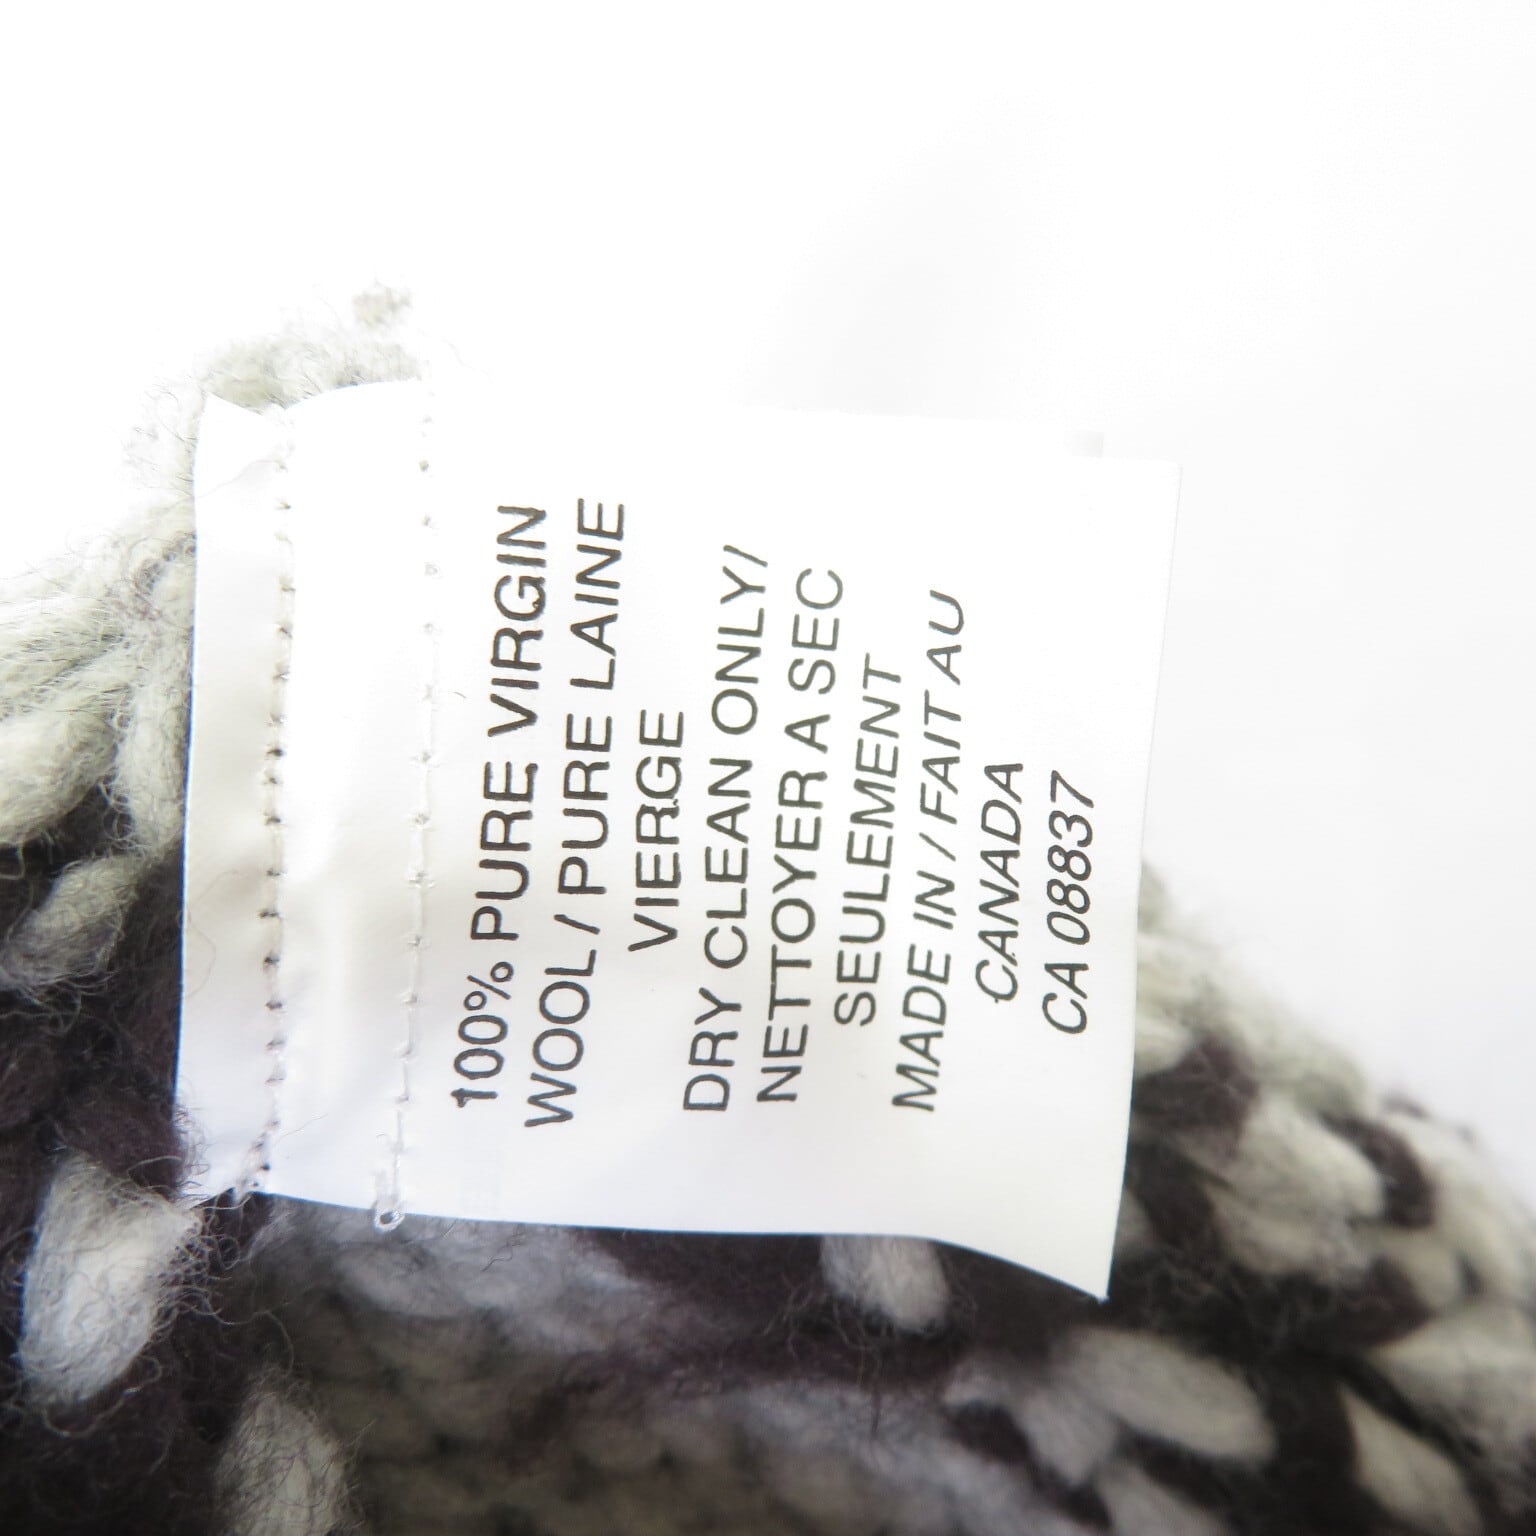 100% PURE VIRGIN
WOOL / PURE LAINE
VIERGE
DRY CLEAN ONLY/
NETTOYER A SEC
SEULEMENT
MADE IN / FAIT AU
CANADA
CA 08837